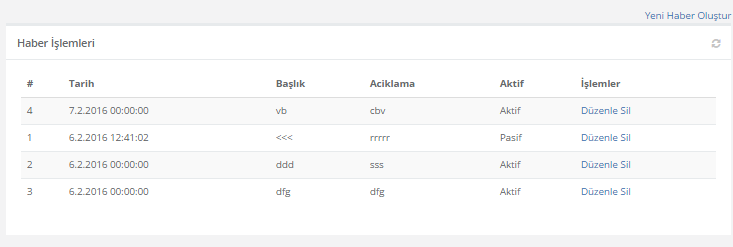 Yeni Haber Oluştur
Haber İşlemleri
# Tarih Başlık Aciklama Aktif İşlemler
4 7.2.2016 00:00:00 vb cbv Aktif Düzenle Sil
1 6.2.2016 12:41:02 <<< rrrrr Pasif Düzenle Sil
2 6.2.2016 00:00:00 ddd sss Aktif Düzenle Sil
3 6.2.2016 00:00:00 dfg dfg Aktif Düzenle Sil